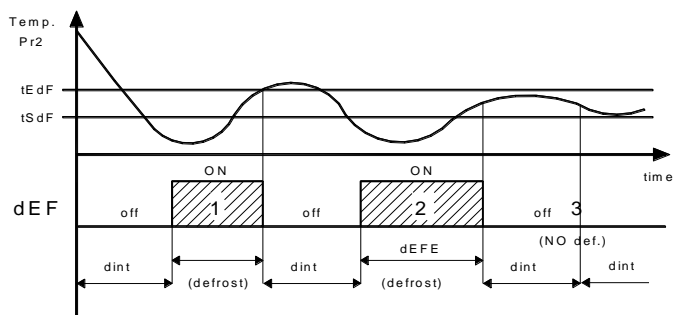 Temp.
Pr2
tEdF
tSdF
time
ON
ON
dEF
off
1
off
2
off 3
(NO def.)
dEFE
dint
(defrost)
dint
(defrost)
dint
dint